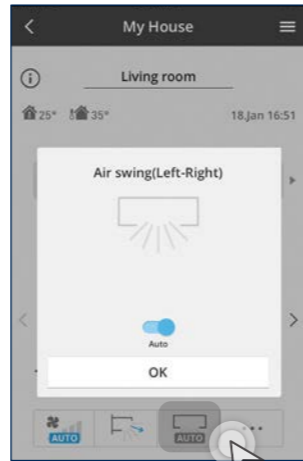 My House
Living room
25° 35° 18.Jan 16:51
Air swing(Left-Right)
Auto
OK
AUTO AUTO